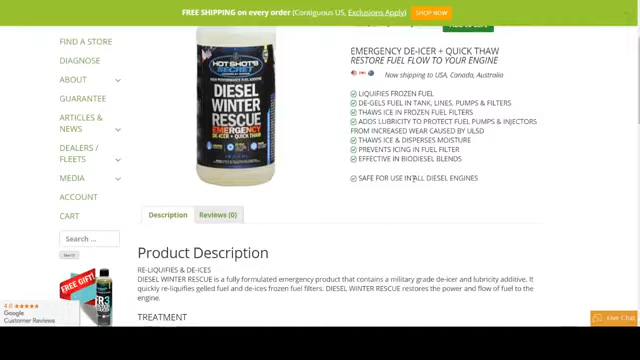 FREE SHIPPING on every order (Contiguous US, Exclusions Apply) SHOP NOW
FIND A STORE
DIAGNOSE
ABOUT
GUARANTEE
ARTICLES &
NEWS
DEALERS /
FLEETS
MEDIA
ACCOUNT
CART
Search ...
FREE GIFT!
4.8
Google
Customer Reviews
HOT SHOT'S
SECRET
DIESEL
WINTER
RESCUE
EMERGENCY
DE-ICER + QUICK THAW
EMERGENCY DE-ICER + QUICK THAW
RESTORE FUEL FLOW TO YOUR ENGINE
Now shipping to USA, Canada, Australia
LIQUIFIES FROZEN FUEL
DE-GELS FUEL IN TANK, LINES, PUMPS & FILTERS
THAWS ICE IN FROZEN FUEL FILTERS
ADDS LUBRICITY TO PROTECT FUEL PUMPS & INJECTORS
FROM INCREASED WEAR CAUSED BY ULSD
THAWS ICE & DISPERSES MOISTURE
PREVENTS ICING IN FUEL FILTER
EFFECTIVE IN BIODIESEL BLENDS
SAFE FOR USE IN ALL DIESEL ENGINES
Description
Reviews (0)
Product Description
RE-LIQUIFIES & DE-ICES
DIESEL WINTER RESCUE is a fully formulated emergency product that contains a military grade de-icer and lubricity additive. It
quickly re-liquifies gelled fuel and de-ices frozen fuel filters. DIESEL WINTER RESCUE restores the power and flow of fuel to the
engine.
TREATMENT
Live Chat